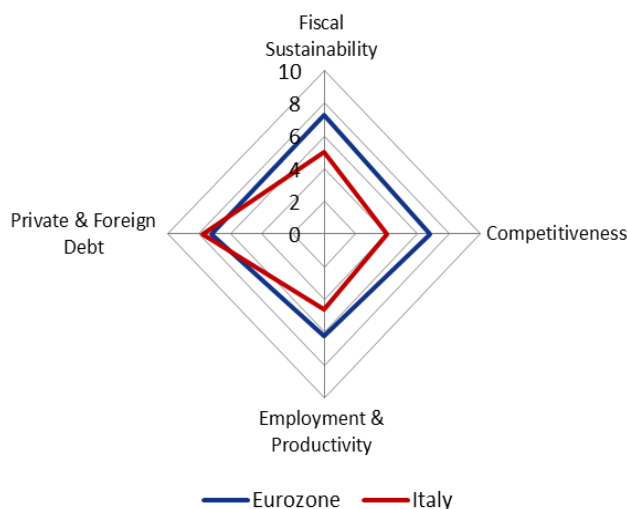 Fiscal
Sustainability
10
8
6
4
2
0
Private & Foreign
Debt
Competitiveness
Employment &
Productivity
Eurozone
Italy